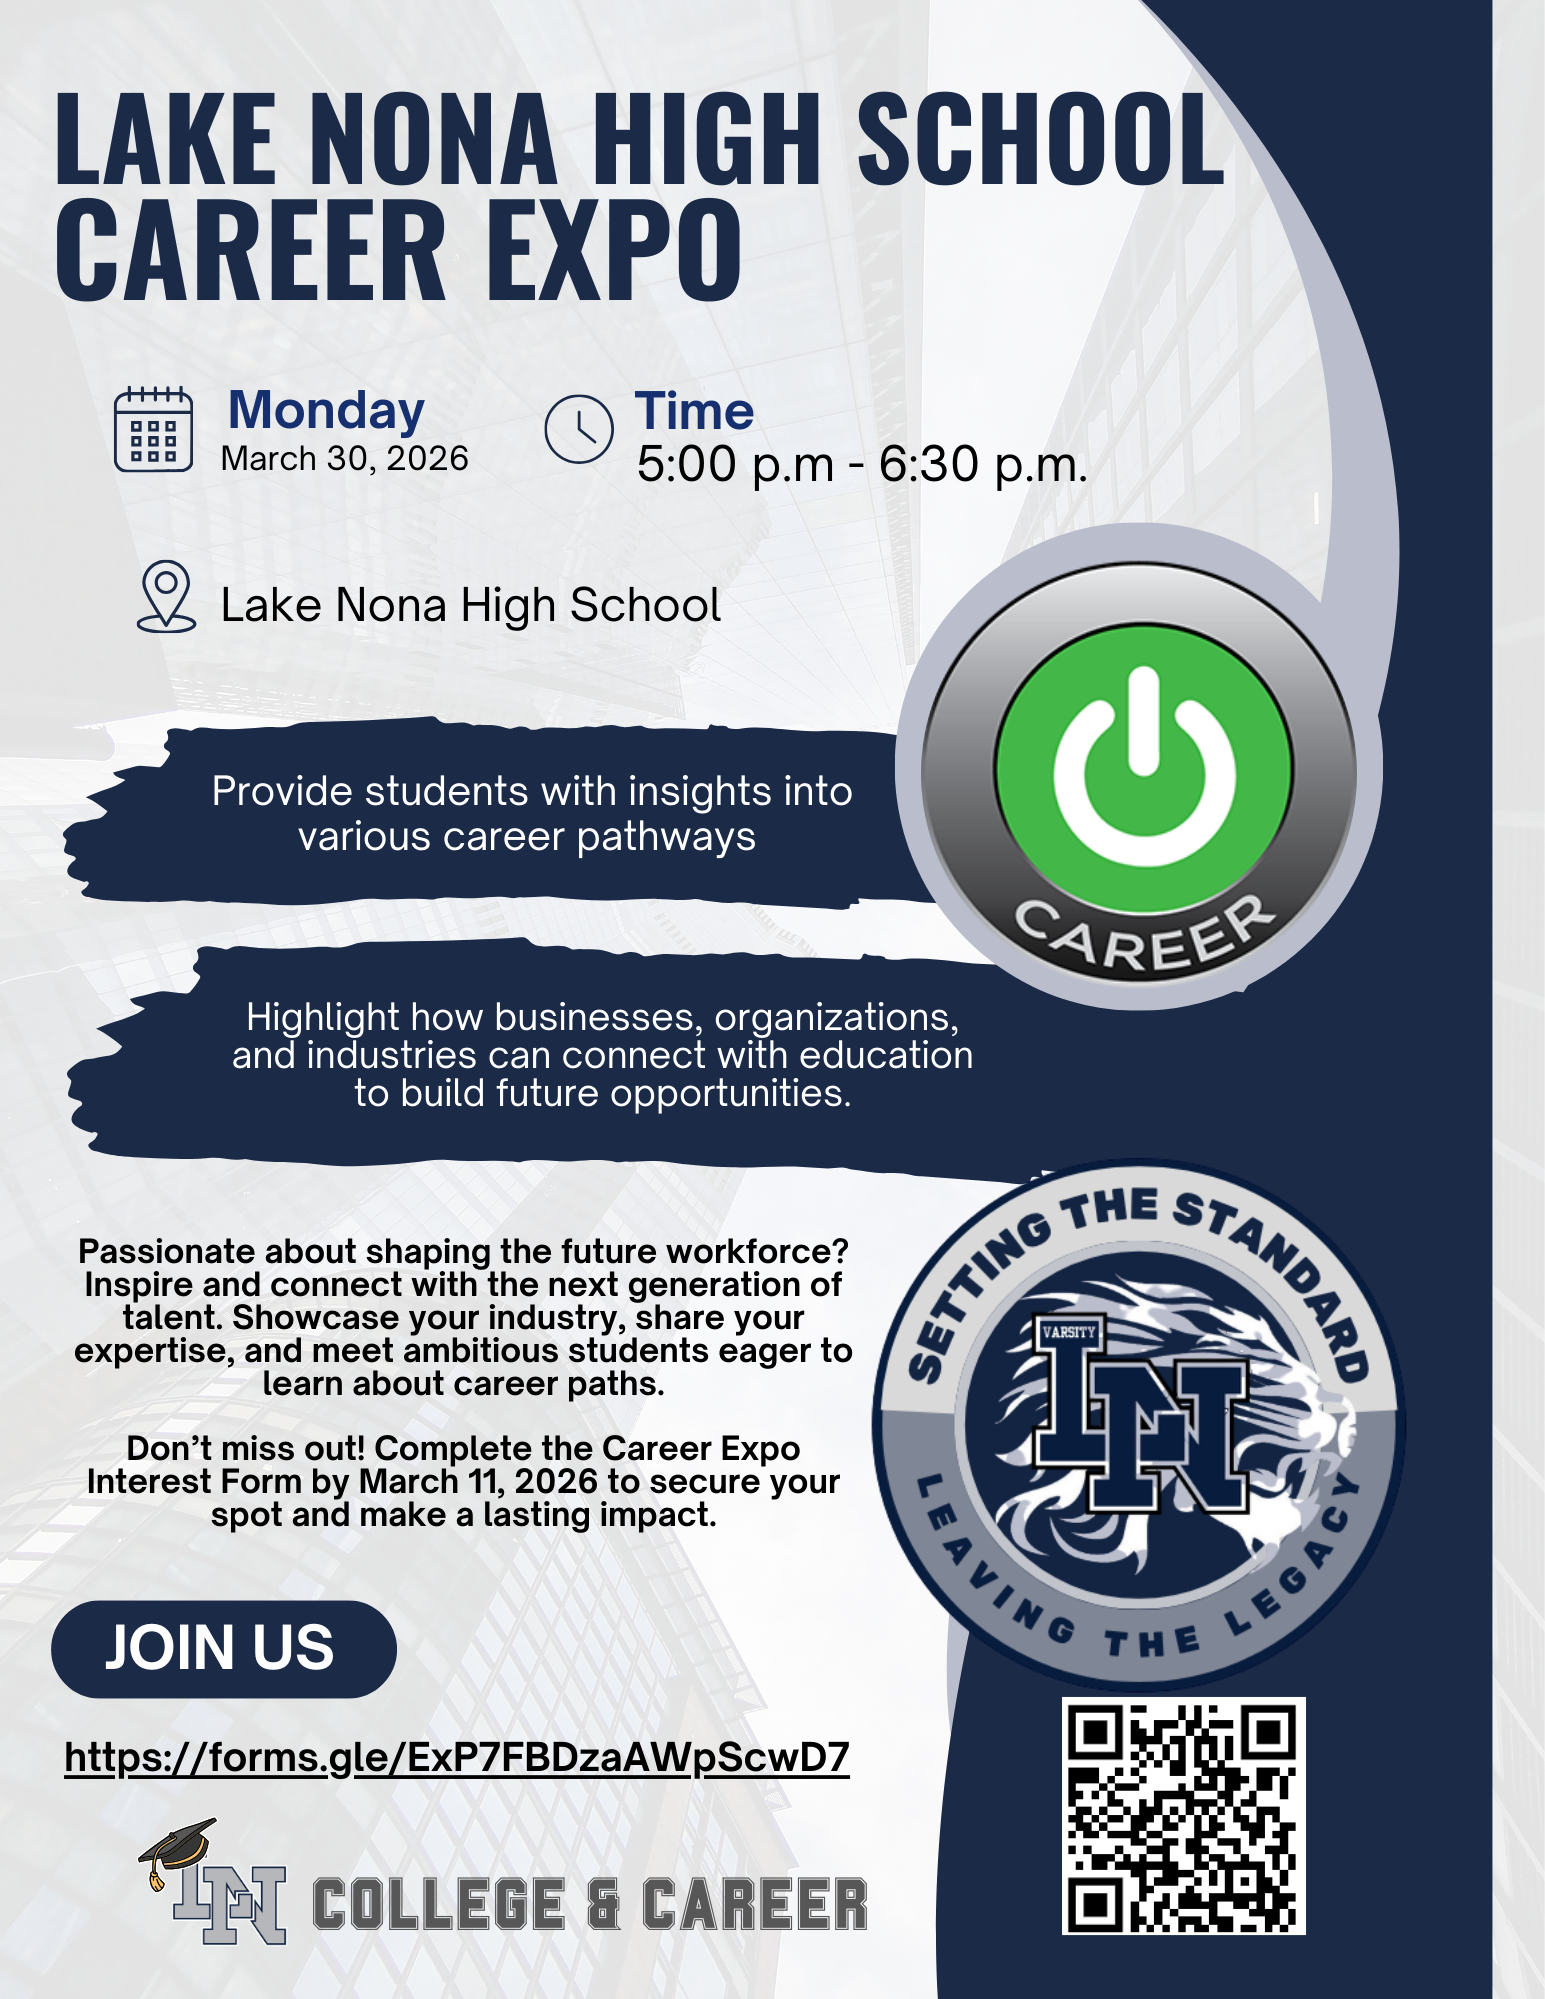 LAKE NONA HIGH SCHOOL
CAREER EXPO
Monday
March 30, 2026
Time
5:00 p.m - 6:30 p.m.
Lake Nona High School
Provide students with insights into
various career pathways
CAREER
Highlight how businesses, organizations,
and industries can connect with education
to build future opportunities.
SETTING THE STANDARD
VARSITY
LN
LEAVING THE LEGACY
Passionate about shaping the future workforce?
Inspire and connect with the next generation of
talent. Showcase your industry, share your
expertise, and meet ambitious students eager to
learn about career paths.
Don’t miss out! Complete the Career Expo
Interest Form by March 11, 2026 to secure your
spot and make a lasting impact.
JOIN US
https://forms.gle/ExP7FBDzaAWpScwD7
LN COLLEGE & CAREER